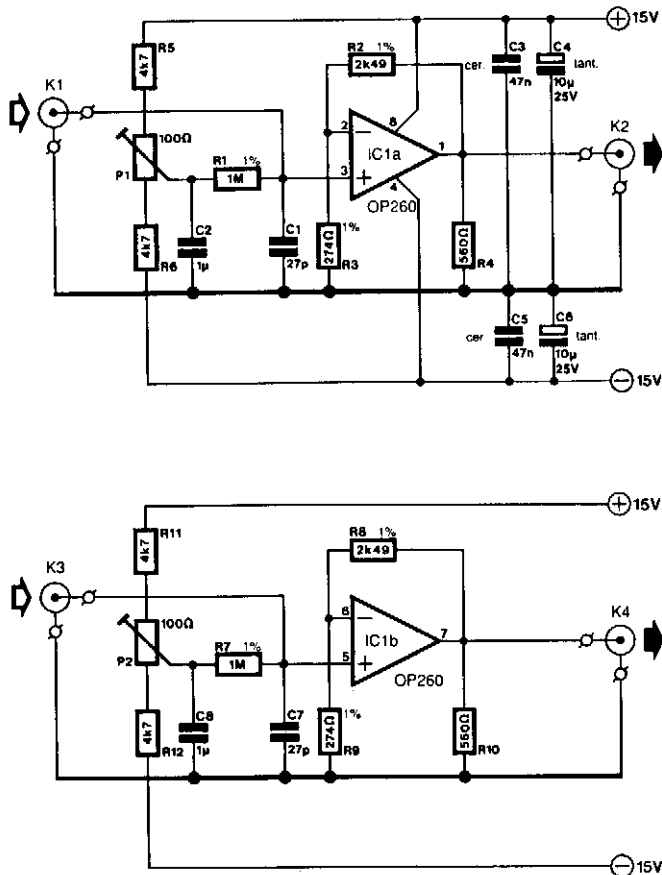 15V
R5
4k7
R2 1%
2k49
C3
cer.
47n
C4
tant.
10µ
25V
K1
8
2
IC1a
1
K2
100Ω
P1
R1 1%
1M
3
4
OP260
C2
1µ
C1
27p
1%
274Ω
R3
560Ω
R4
4k7
R6
C5
cer
47n
C6
tant.
10µ
25V
15V
15V
R11
4k7
R8 1%
2k49
K3
6
IC1b
7
K4
100Ω
P2
R7 1%
1M
5
OP260
C8
1µ
C7
27p
1%
274Ω
R9
560Ω
R10
4k7
R12
15V